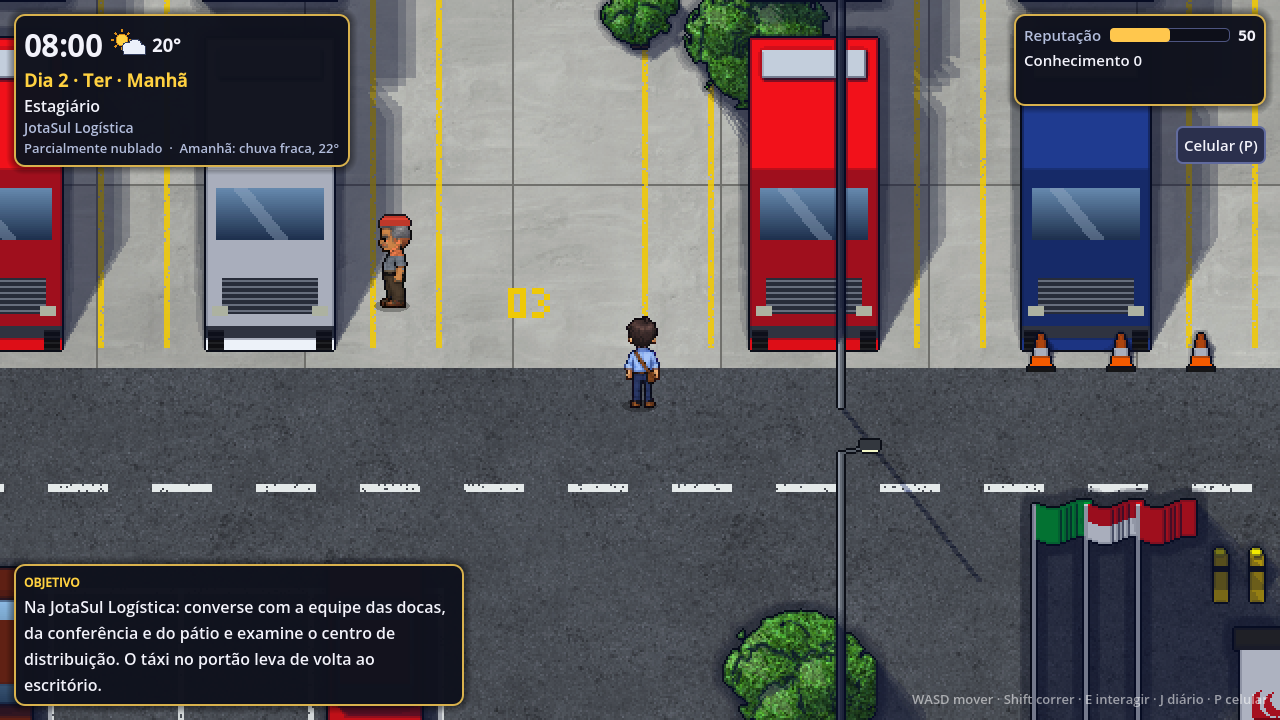 08:00 20°
Dia 2 · Ter · Manhã
Estagiário
JotaSul Logística
Parcialmente nublado · Amanhã: chuva fraca, 22°
Reputação 50
Conhecimento 0
Celular (P)
03
OBJETIVO
Na JotaSul Logística: converse com a equipe das docas,
da conferência e do pátio e examine o centro de
distribuição. O táxi no portão leva de volta ao
escritório.
WASD mover · Shift correr · E interagir · J diário · P celular